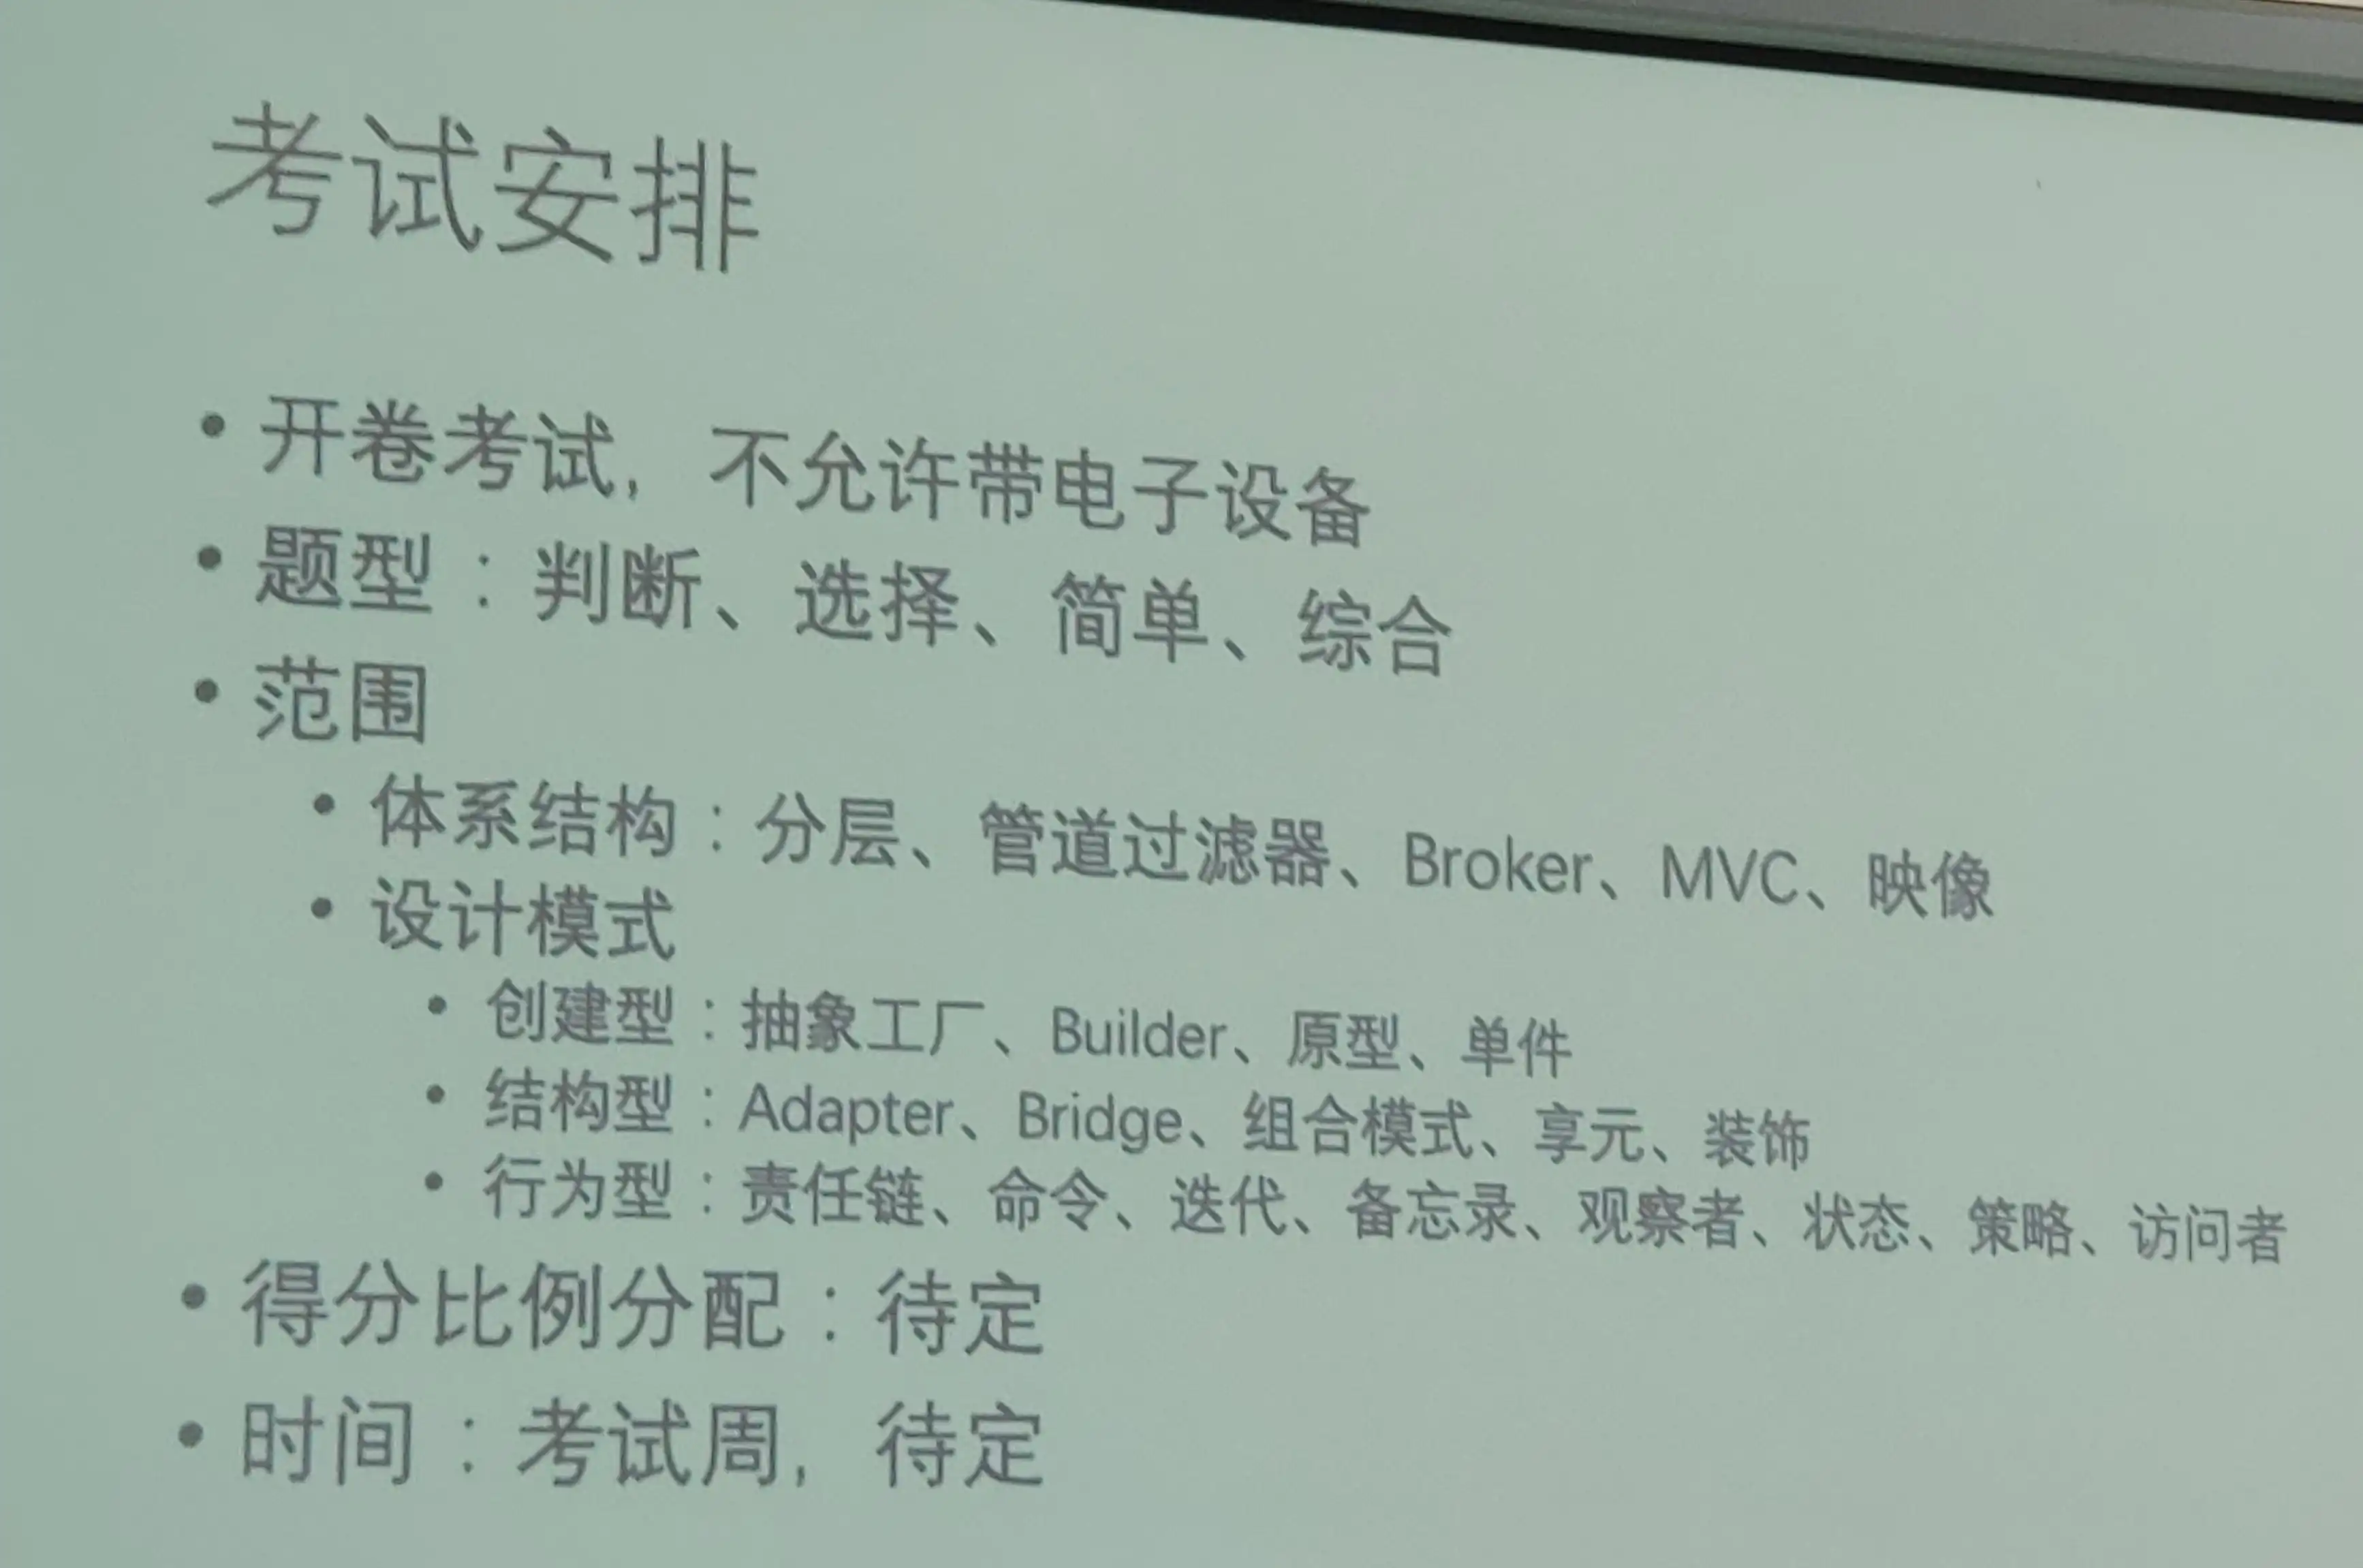 考试安排
• 开卷考试，不允许带电子设备
• 题型：判断、选择、简单、综合
• 范围
• 体系结构：分层、管道过滤器、Broker、MVC、映像
• 设计模式
• 创建型：抽象工厂、Builder、原型、单件
• 结构型：Adapter、Bridge、组合模式、享元、装饰
• 行为型：责任链、命令、迭代、备忘录、观察者、状态、策略、访问者
• 得分比例分配：待定
• 时间：考试周，待定